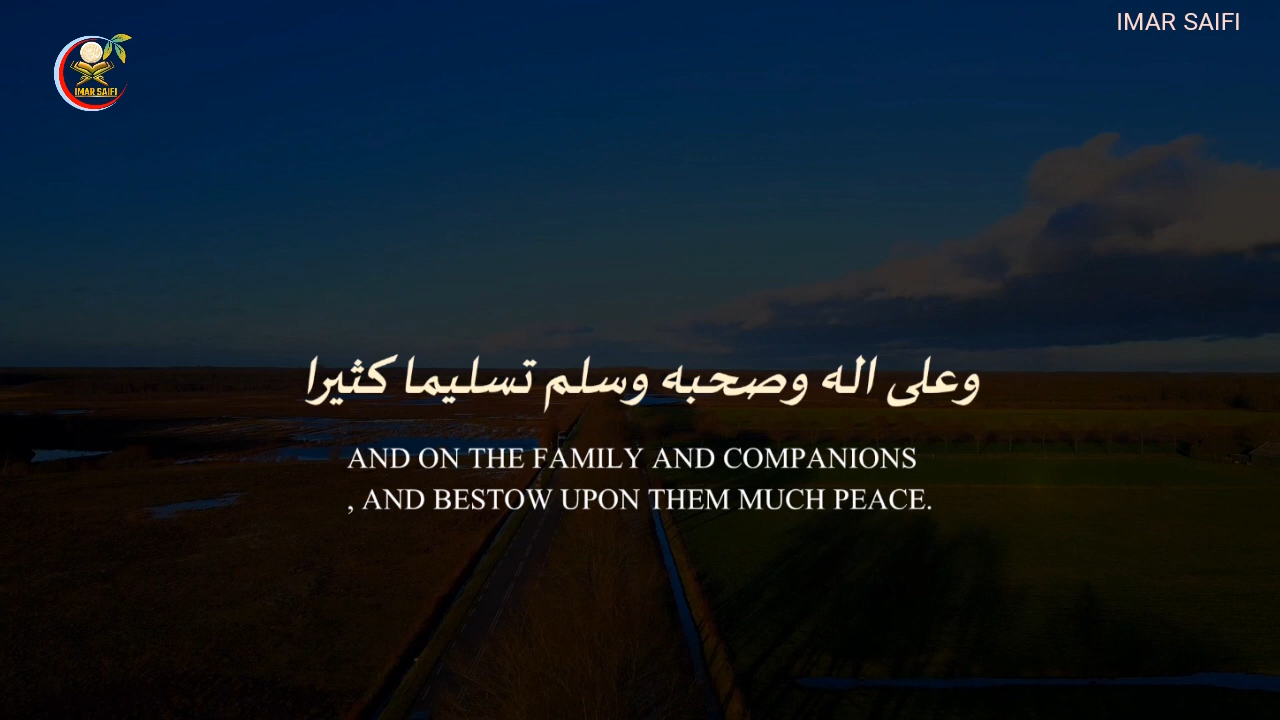 IMAR SAIFI
IMAR SAIFI
وعلى اله وصحبه وسلم تسليما كثيرا
AND ON THE FAMILY AND COMPANIONS
, AND BESTOW UPON THEM MUCH PEACE.